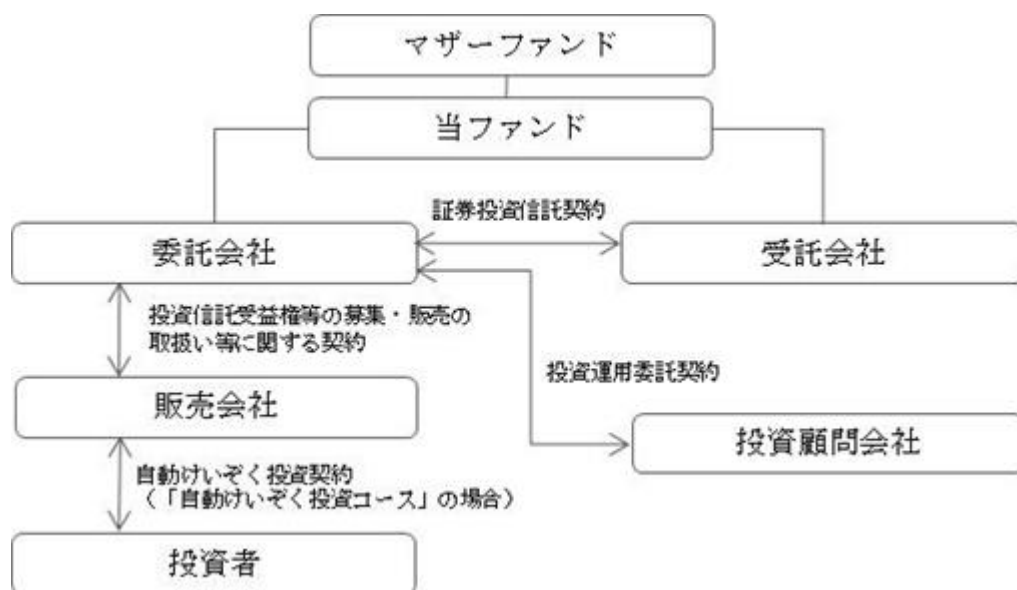 マザーファンド
当ファンド
証券投資信託契約
委託会社
受託会社
投資信託受益権等の募集・販売の
取扱い等に関する契約
投資運用委託契約
販売会社
投資顧問会社
自動けいぞく投資契約
(「自動けいぞく投資コース」の場合)
投資者